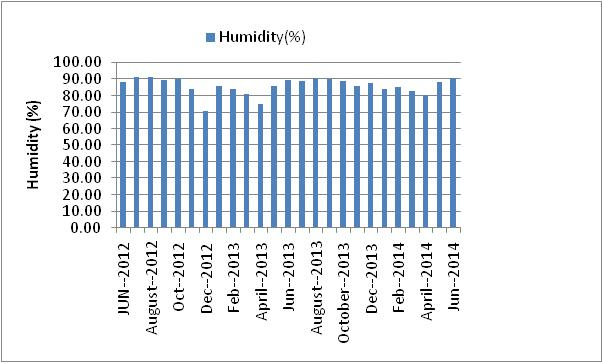 Humidity(%)
100.00
90.00
80.00
70.00
60.00
50.00
40.00
30.00
20.00
10.00
0.00
Humidity (%)
JUN--2012
August--2012
Oct--2012
Dec--2012
Feb--2013
April--2013
Jun--2013
August--2013
October--2013
Dec--2013
Feb--2014
April--2014
Jun--2014